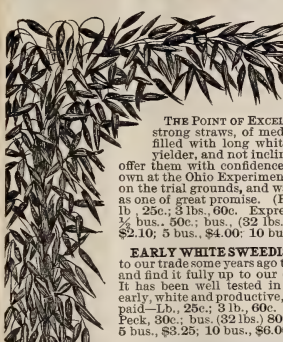 THE POINT OF EXCEL
strong straws, of med
filled with long whit
yielder, and not inclin
offer them with confidence
own at the Ohio Experimen
on the trial grounds, and w
as one of great promise. (P
lb , 25c.; 3 lbs., 60c. Expre
½ bus.. 50c.; bus., (32 lbs.
$2.10; 5 bus., $4.00; 10 bu
EARLY WHITE SWEEDI
to our trade some years ago t
and find it fully up to our
It has been well tested in
early, white and productive,
paid—Lb., 25c.; 3 lb., 60c.
Peck, 30c.; bus. (32 lbs.) 80
5 bus., $3.25; 10 bus., $6.0